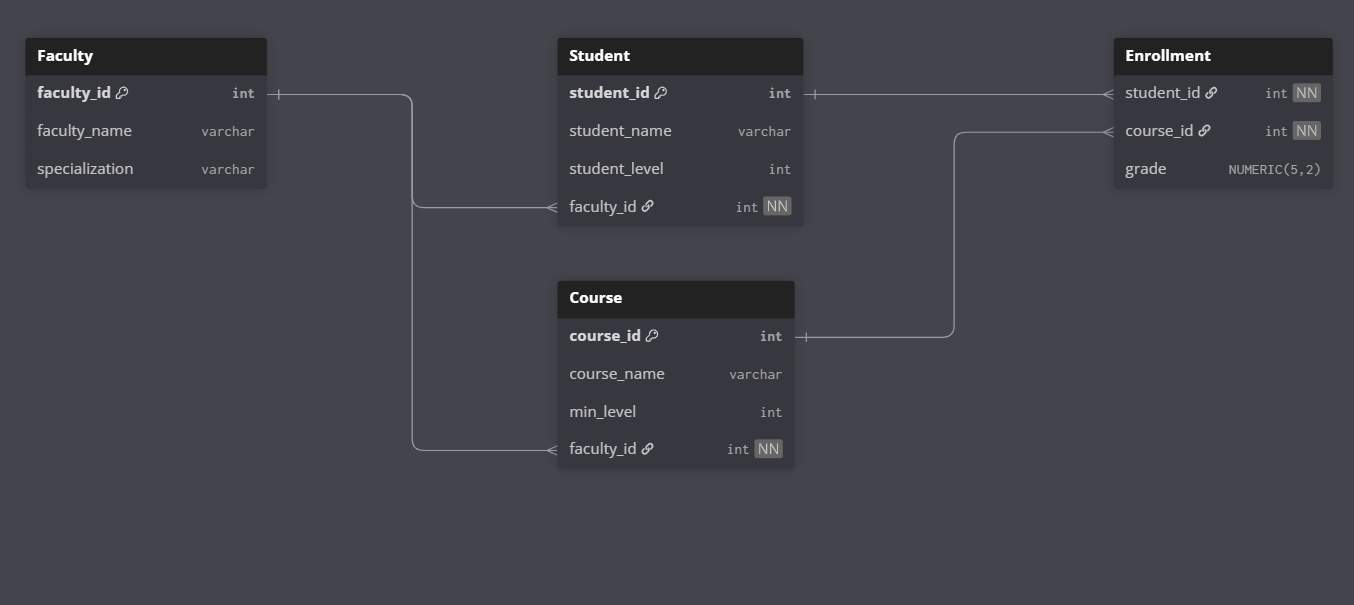 Faculty
faculty_id int
faculty_name varchar
specialization varchar
Student
student_id int
student_name varchar
student_level int
faculty_id int NN
Course
course_id int
course_name varchar
min_level int
faculty_id int NN
Enrollment
student_id int NN
course_id int NN
grade NUMERIC(5,2)